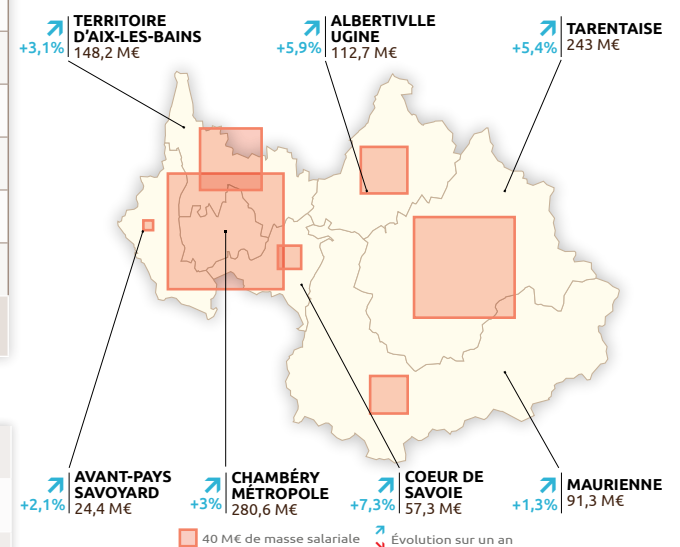 TERRITOIRE
D'AIX-LES-BAINS
+3,1% 148,2 M€
ALBERTIVLLE
UGINE
+5,9% 112,7 M€
TARENTAISE
+5,4% 243 M€
AVANT-PAYS
SAVOYARD
+2,1% 24,4 M€
CHAMBÉRY
MÉTROPOLE
+3% 280,6 M€
COEUR DE
SAVOIE
+7,3% 57,3 M€
MAURIENNE
+1,3% 91,3 M€
40 M€ de masse salariale
Évolution sur un an